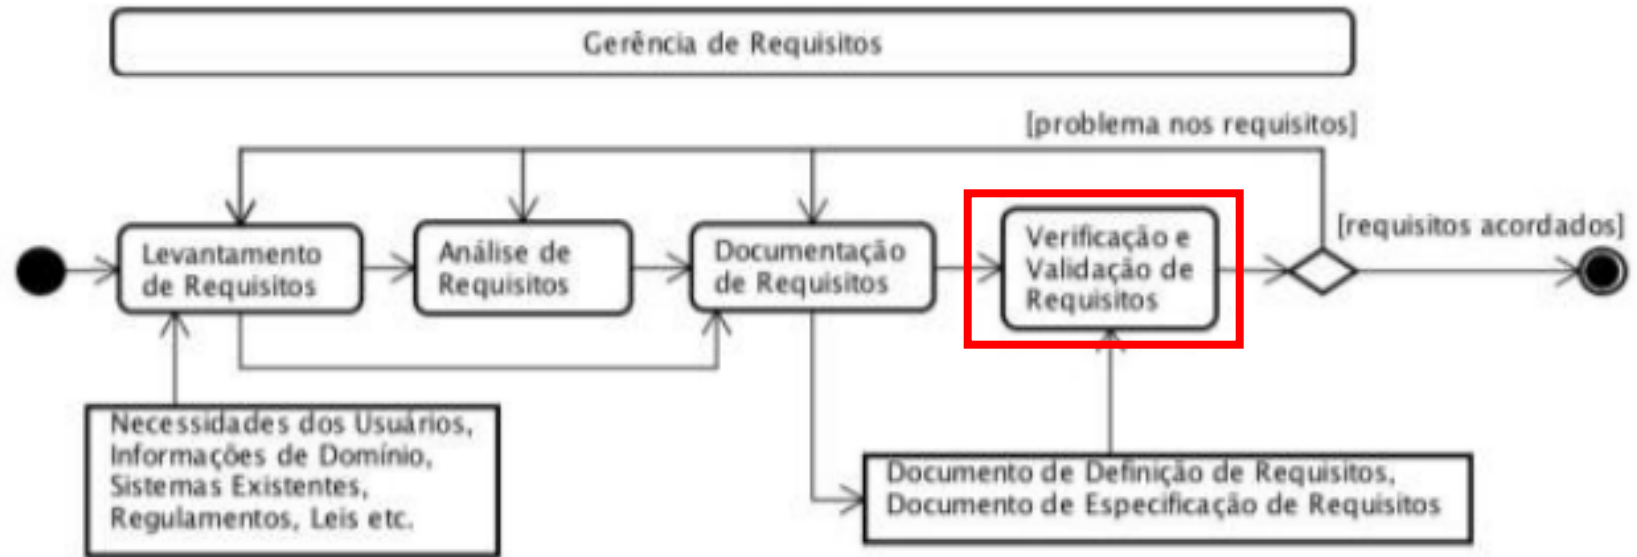 Gerência de Requisitos
[problema nos requisitos]
[requisitos acordados]
Levantamento
de Requisitos
Análise de
Requisitos
Documentação
de Requisitos
Verificação e
Validação de
Requisitos
Necessidades dos Usuários,
Informações de Domínio,
Sistemas Existentes,
Regulamentos, Leis etc.
Documento de Definição de Requisitos,
Documento de Especificação de Requisitos